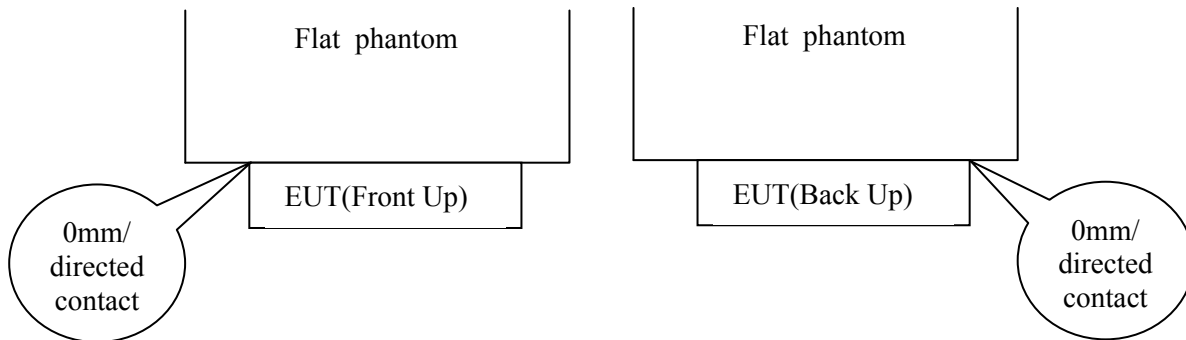 Flat phantom
EUT(Front Up)
0mm/
directed
contact
Flat phantom
EUT(Back Up)
0mm/
directed
contact